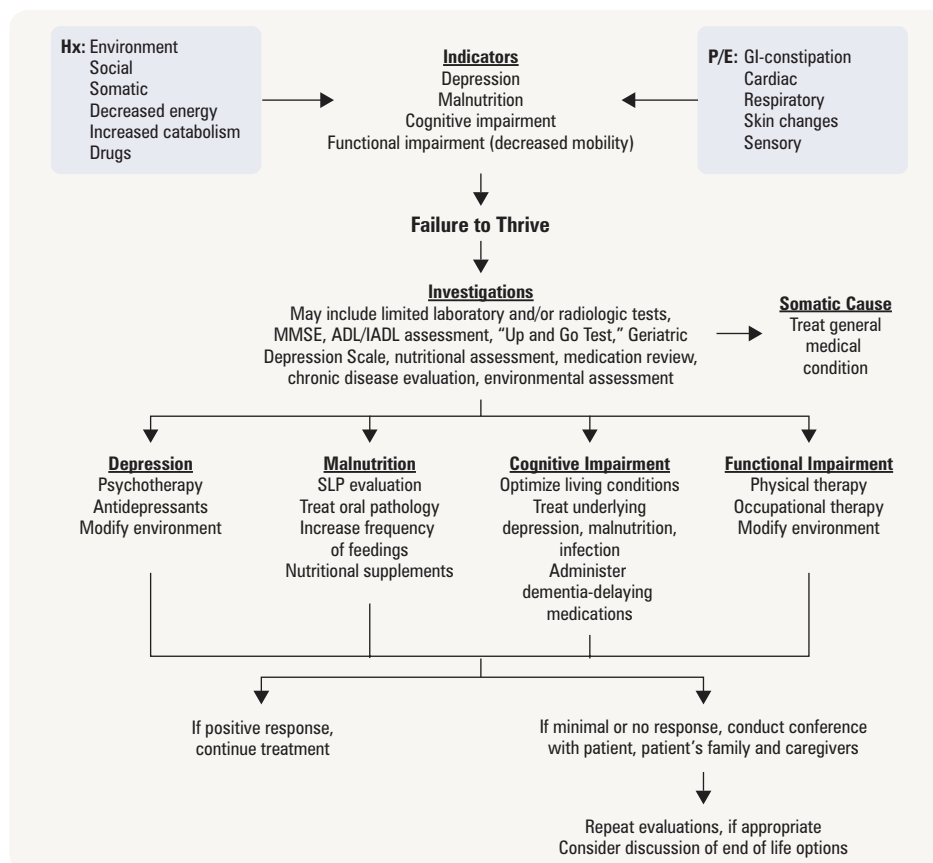 Hx: Environment
Social
Somatic
Decreased energy
Increased catabolism
Drugs
Indicators
Depression
Malnutrition
Cognitive impairment
Functional impairment (decreased mobility)
P/E: GI-constipation
Cardiac
Respiratory
Skin changes
Sensory
Failure to Thrive
Investigations
May include limited laboratory and/or radiologic tests,
MMSE, ADL/IADL assessment, “Up and Go Test,” Geriatric
Depression Scale, nutritional assessment, medication review,
chronic disease evaluation, environmental assessment
Somatic Cause
Treat general
medical
condition
Depression
Psychotherapy
Antidepressants
Modify environment
Malnutrition
SLP evaluation
Treat oral pathology
Increase frequency
of feedings
Nutritional supplements
Cognitive Impairment
Optimize living conditions
Treat underlying
depression, malnutrition,
infection
Administer
dementia-delaying
medications
Functional Impairment
Physical therapy
Occupational therapy
Modify environment
If positive response,
continue treatment
If minimal or no response, conduct conference
with patient, patient’s family and caregivers
Repeat evaluations, if appropriate
Consider discussion of end of life options